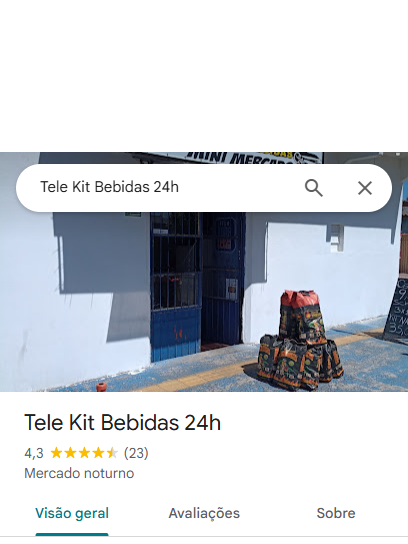 MINI MERCADO
Tele Kit Bebidas 24h
Tele Kit Bebidas 24h
4,3 (23)
Mercado noturno
Visão geral Avaliações Sobre